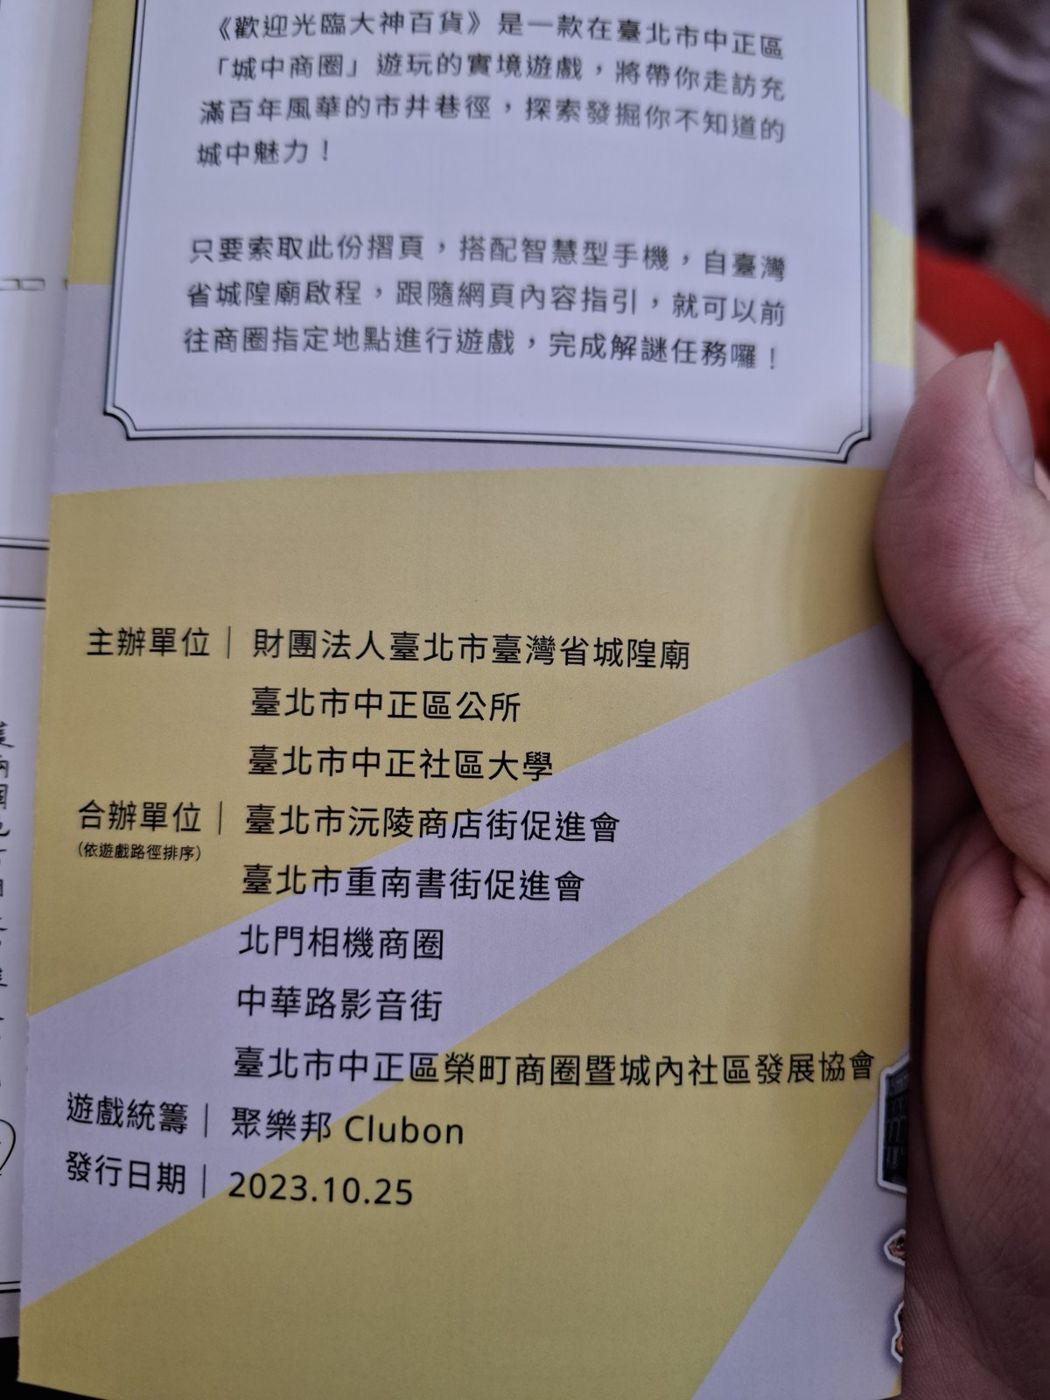 《歡迎光臨大神百貨》是一款在臺北市中正區
「城中商圈」遊玩的實境遊戲，將帶你走訪充
滿百年風華的市井巷徑，探索發掘你不知道的
城中魅力！
只要索取此份摺頁，搭配智慧型手機，自臺灣
省城隍廟啟程，跟隨網頁內容指引，就可以前
往商圈指定地點進行遊戲，完成解謎任務囉！
主辦單位｜財團法人臺北市臺灣省城隍廟
臺北市中正區公所
臺北市中正社區大學
合辦單位｜臺北市沅陵商店街促進會
(依遊戲路徑排序)
臺北市重南書街促進會
北門相機商圈
中華路影音街
臺北市中正區榮町商圈暨城內社區發展協會
遊戲統籌｜聚樂邦 Clubon
發行日期｜2023.10.25